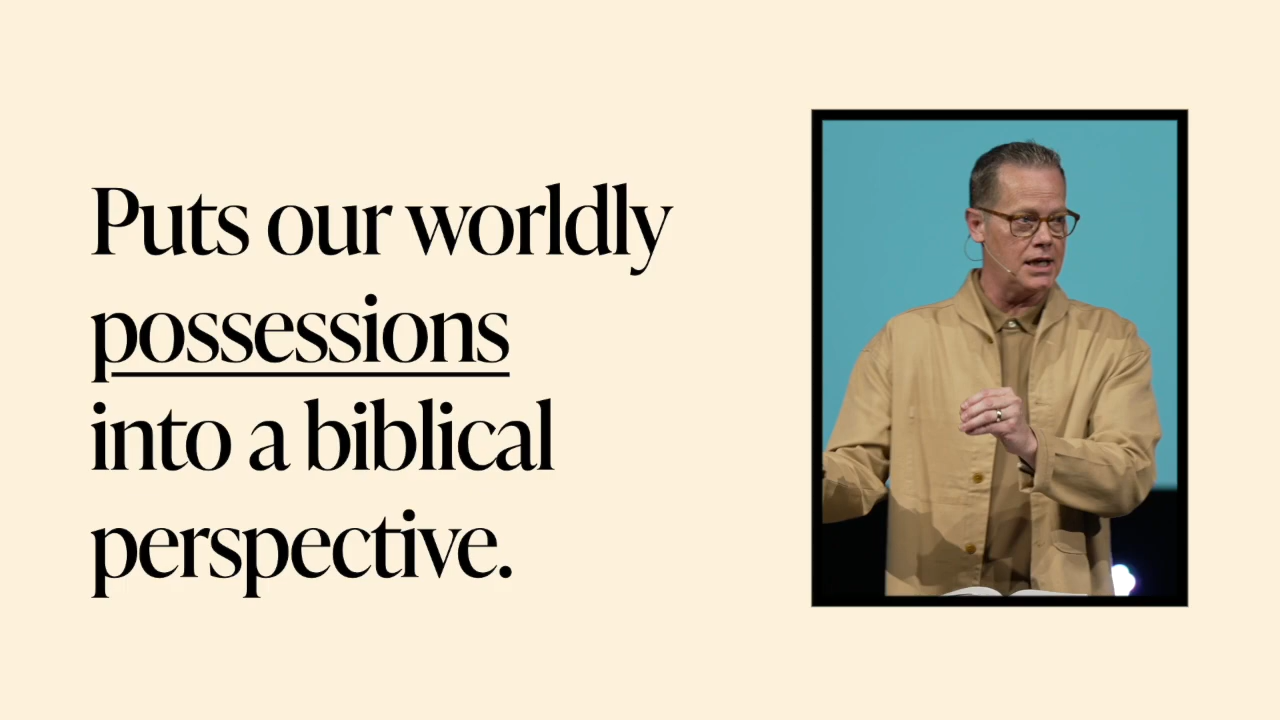 Puts our worldly
possessions
into a biblical
perspective.